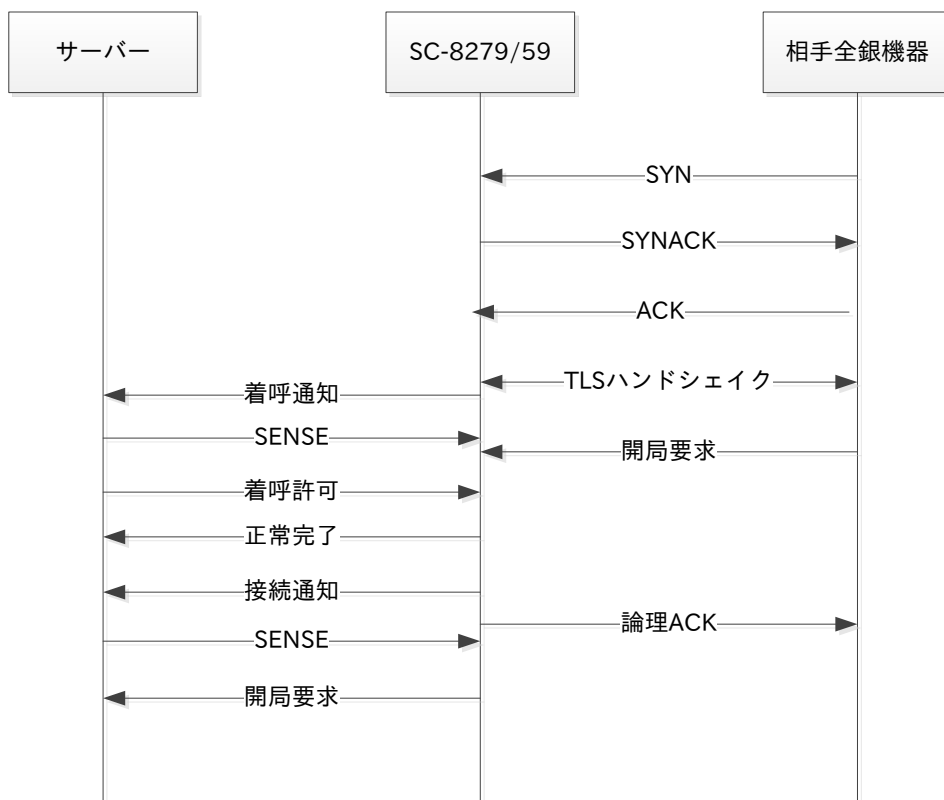 サーバー
SC-8279/59
相手全銀機器
SYN
SYNACK
ACK
TLSハンドシェイク
着呼通知
SENSE
開局要求
着呼許可
正常完了
接続通知
論理ACK
SENSE
開局要求